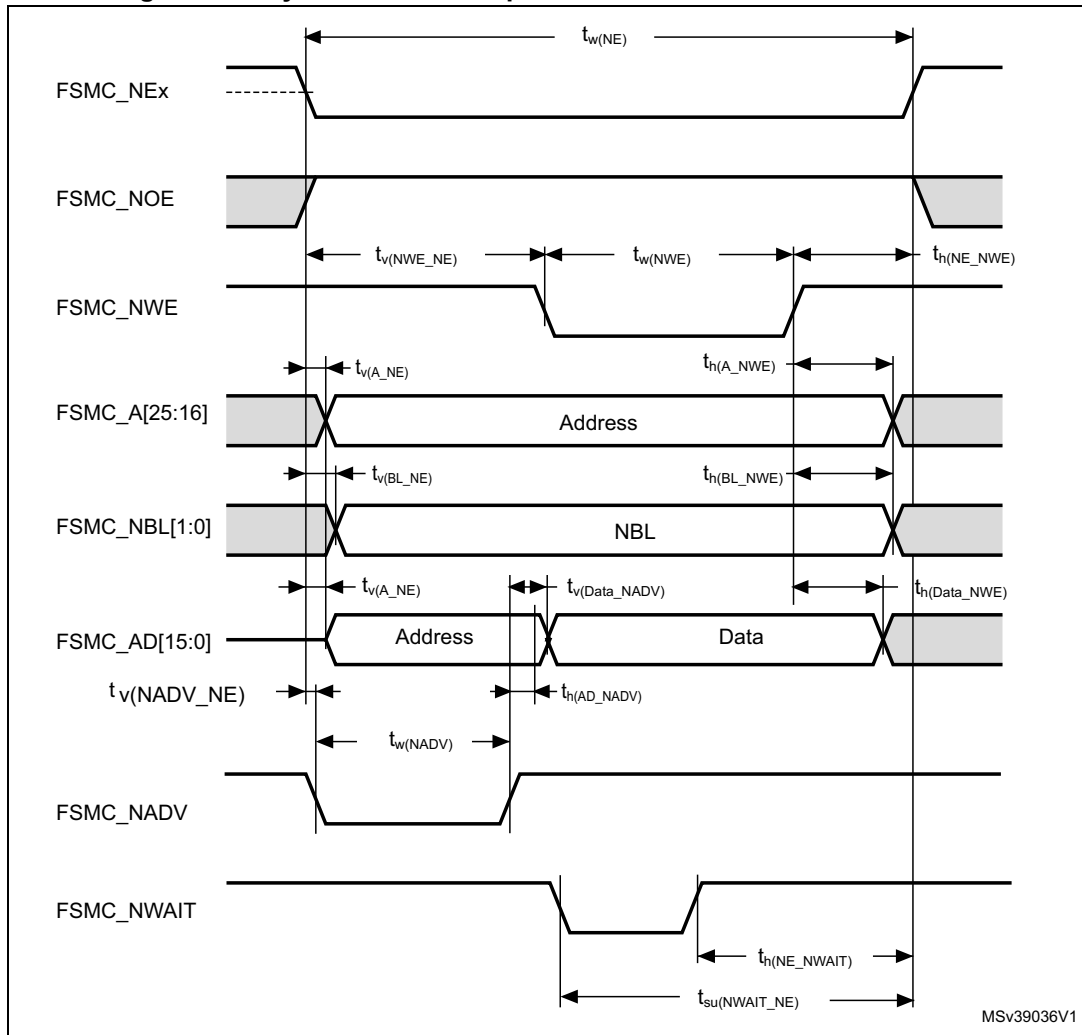 tw(NE)
FSMC_NEx
FSMC_NOE
tv(NWE_NE) tw(NWE) th(NE_NWE)
FSMC_NWE
tv(A_NE) th(A_NWE)
FSMC_A[25:16] Address
tv(BL_NE) th(BL_NWE)
FSMC_NBL[1:0] NBL
tv(A_NE) tv(Data_NADV) th(Data_NWE)
FSMC_AD[15:0] Address Data
tv(NADV_NE) th(AD_NADV)
tw(NADV)
FSMC_NADV
FSMC_NWAIT
th(NE_NWAIT)
tsu(NWAIT_NE)
MSv39036V1